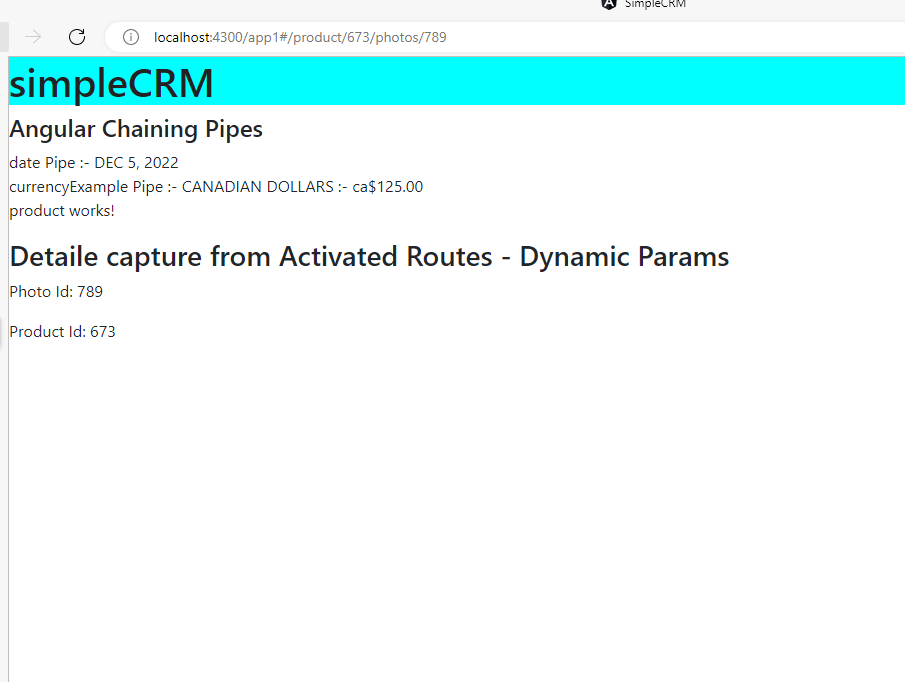 SimpleCRM
localhost:4300/app1#/product/673/photos/789
simpleCRM
Angular Chaining Pipes
date Pipe :- DEC 5, 2022
currencyExample Pipe :- CANADIAN DOLLARS :- ca$125.00
product works!
Detaile capture from Activated Routes - Dynamic Params
Photo Id: 789
Product Id: 673